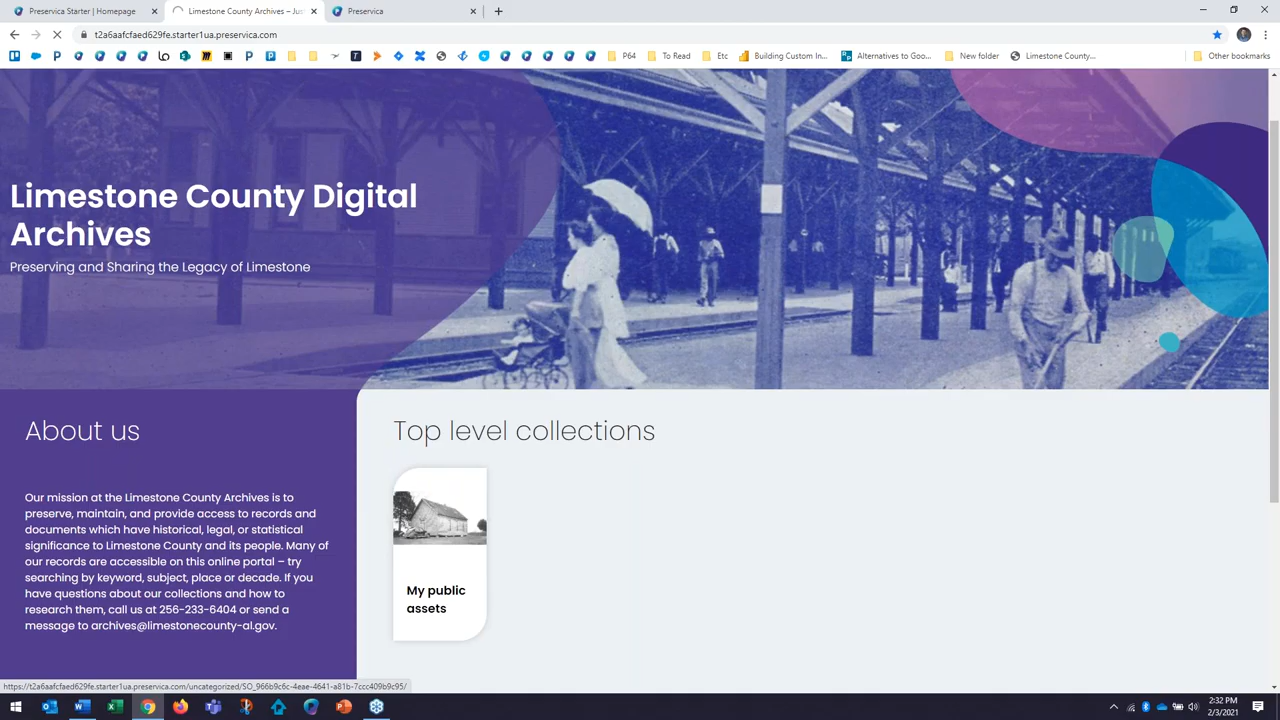 Preservica Starter | Homepage
Limestone County Archives – Jus
Preservica
t2a6aafcfaed629fe.starter1ua.preservica.com
P64
To Read
Etc
Building Custom In...
Alternatives to Goo...
New folder
Limestone County...
Other bookmarks
Limestone County Digital
Archives
Preserving and Sharing the Legacy of Limestone
About us
Our mission at the Limestone County Archives is to
preserve, maintain, and provide access to records and
documents which have historical, legal, or statistical
significance to Limestone County and its people. Many of
our records are accessible on this online portal – try
searching by keyword, subject, place or decade. If you
have questions about our collections and how to
research them, call us at 256-233-6404 or send a
message to archives@limestonecounty-al.gov.
Top level collections
My public
assets
https://t2a6aafcfaed629fe.starter1ua.preservica.com/uncategorized/SO_966b9c6c-4eae-4641-a81b-7ccc409b9c95/
2:32 PM
2/3/2021